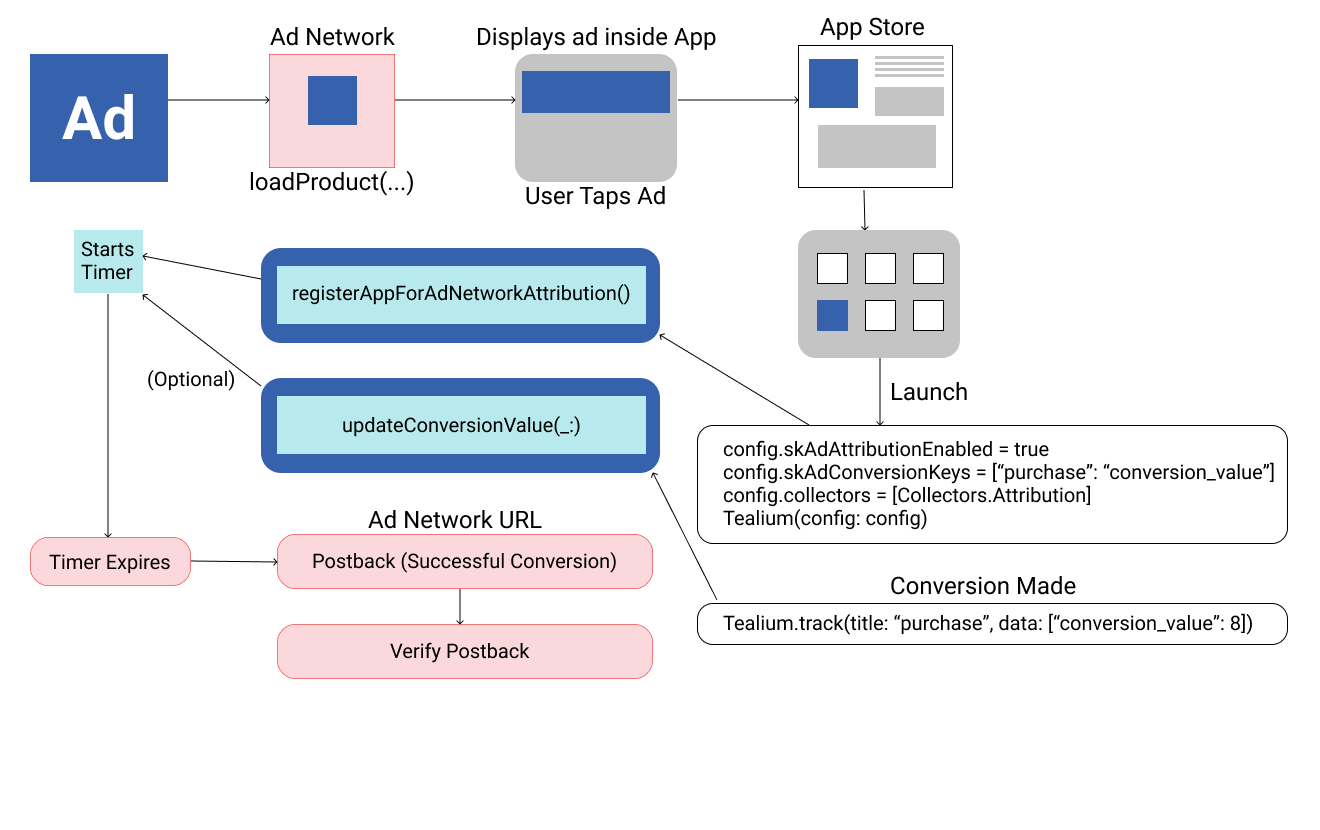 Ad
Ad Network
loadProduct(...)
Displays ad inside App
User Taps Ad
App Store
Launch
config.skAdAttributionEnabled = true
config.skAdConversionKeys = [“purchase”: “conversion_value”]
config.collectors = [Collectors.Attribution]
Tealium(config: config)
registerAppForAdNetworkAttribution()
Starts
Timer
(Optional)
updateConversionValue(_:)
Conversion Made
Tealium.track(title: “purchase”, data: [“conversion_value”: 8])
Timer Expires
Ad Network URL
Postback (Successful Conversion)
Verify Postback